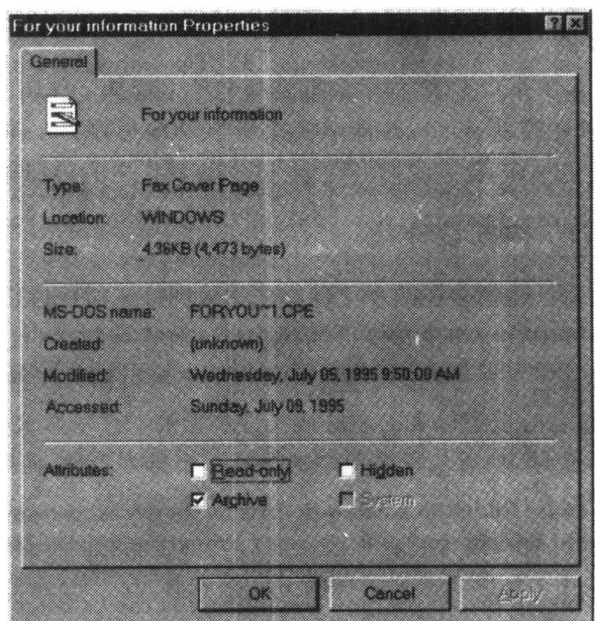 For your information Properties
General
For your information
Type: Fax Cover Page
Location: WINDOWS
Size: 4.36KB (4,473 bytes)
MS-DOS name: FORYOU~1.CPE
Created: (unknown)
Modified: Wednesday, July 05, 1995 9:50:00 AM
Accessed: Sunday, July 09, 1995
Attributes: Read-only Hidden
Archive System
OK Cancel Apply